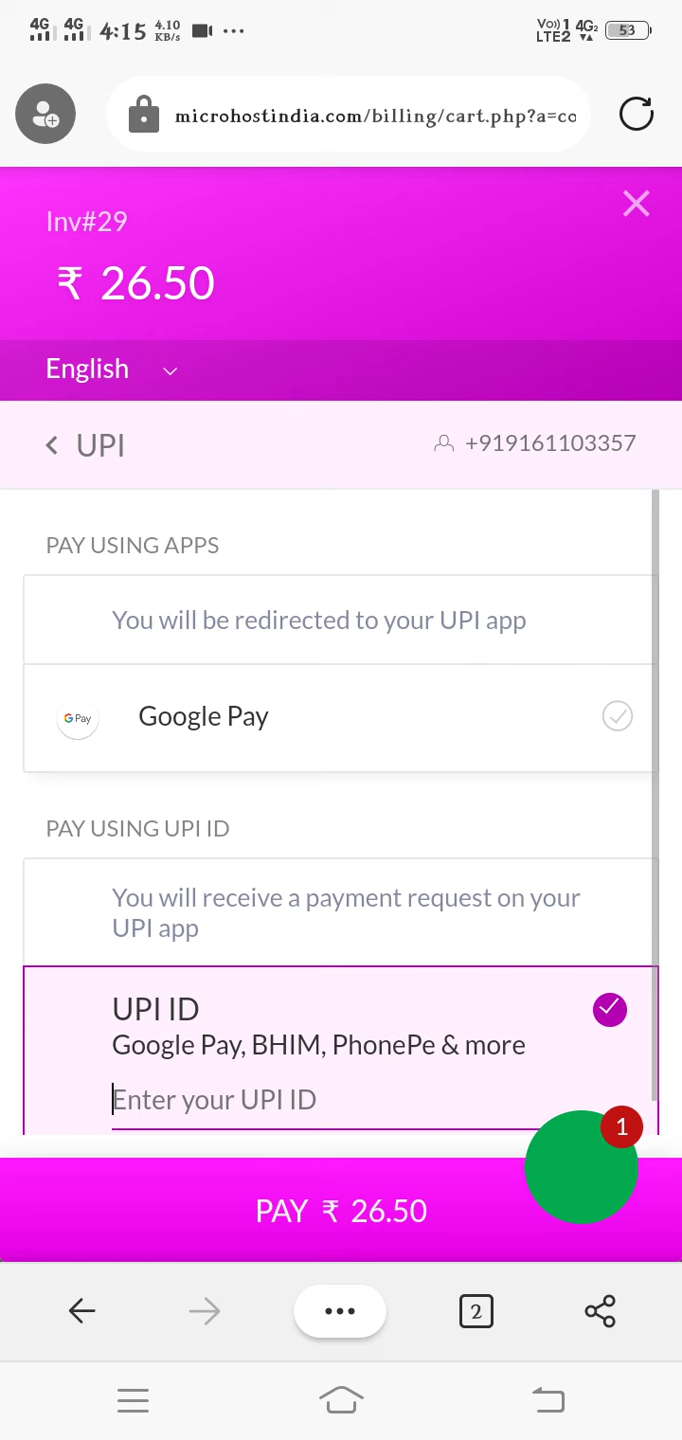 4G 4G 4:15 4.10 KB/s ... Vo)) 1 LTE2 4G2 53
microhostindia.com/billing/cart.php?a=co
Inv#29
₹ 26.50
English
UPI +919161103357
PAY USING APPS
You will be redirected to your UPI app
G Pay Google Pay
PAY USING UPI ID
You will receive a payment request on your
UPI app
UPI ID
Google Pay, BHIM, PhonePe & more
Enter your UPI ID
1
PAY ₹ 26.50
2